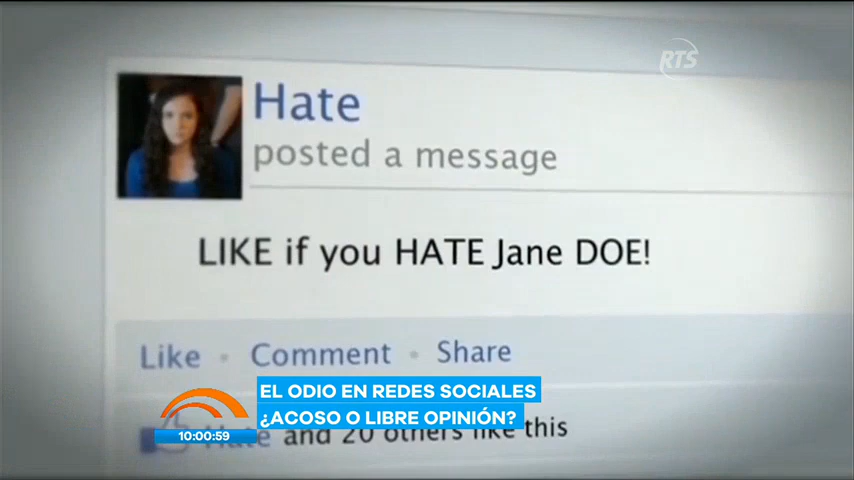 RTS
Hate
posted a message
LIKE if you HATE Jane DOE!
Like • Comment • Share
EL ODIO EN REDES SOCIALES
¿ACOSO O LIBRE OPINIÓN?
10:00:59
Hate and 20 others like this